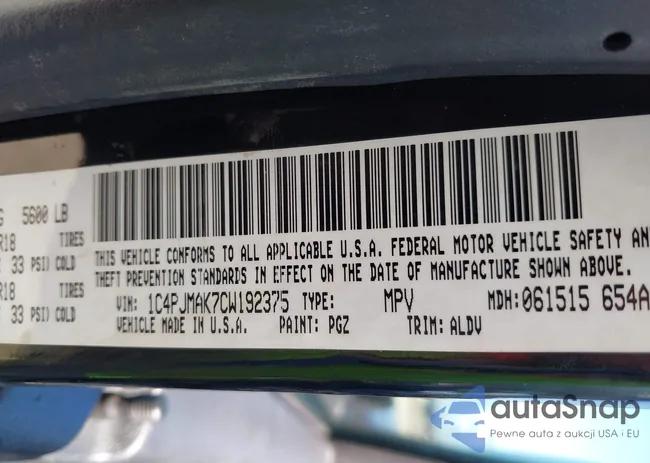 G 5600 LB
R18 TIRES
33 PSI) COLD
R18 TIRES
33 PSI) COLD
THIS VEHICLE CONFORMS TO ALL APPLICABLE U.S.A. FEDERAL MOTOR VEHICLE SAFETY AN
THEFT PREVENTION STANDARDS IN EFFECT ON THE DATE OF MANUFACTURE SHOWN ABOVE.
VIN: 1C4PJMAK7CW192375 TYPE: MPV MDH:061515 654A
VEHICLE MADE IN U.S.A. PAINT: PGZ TRIM: ALDV
autoSnap
Pewne auta z aukcji USA i EU